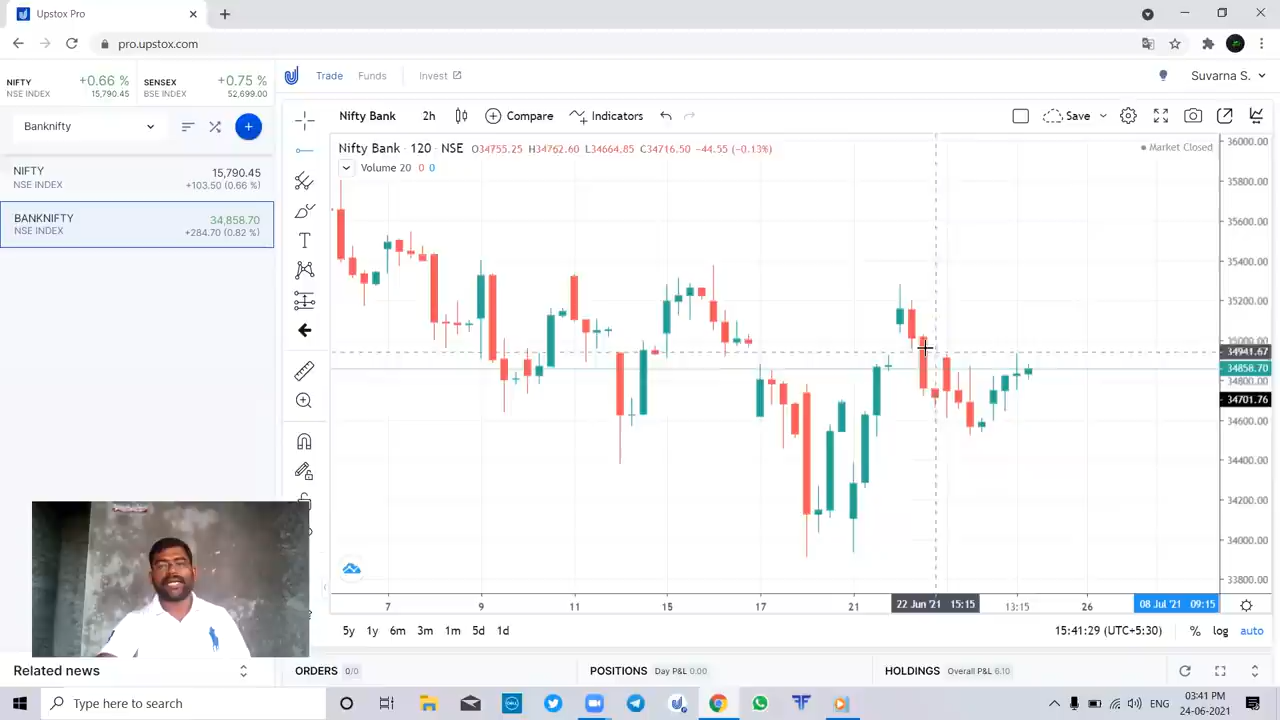 Upstox Pro
pro.upstox.com
NIFTY +0.66 %
NSE INDEX 15,790.45
SENSEX +0.75 %
BSE INDEX 52,699.00
Trade Funds Invest Suvarna S.
Banknifty
Nifty Bank 2h Compare Indicators Save
NIFTY 15,790.45
NSE INDEX +103.50 (0.66 %)
BANKNIFTY 34,858.70
NSE INDEX +284.70 (0.82 %)
Nifty Bank · 120 · NSE O34755.25 H34762.60 L34664.85 C34716.50 -44.55 (-0.13%)
Market Closed
Volume 20 0 0
36000.00
35800.00
35600.00
35400.00
35200.00
35000.00
34941.67
34858.70
34800.00
34701.76
34600.00
34400.00
34200.00
34000.00
33800.00
7 9 11 15 17 21 22 Jun '21 15:15 13:15 26 08 Jul '21 09:15
5y 1y 6m 3m 1m 5d 1d 15:41:29 (UTC+5:30) % log auto
Related news
ORDERS 0/0 POSITIONS Day P&L 0.00 HOLDINGS Overall P&L 6.10
Type here to search
ENG
03:41 PM
24-06-2021